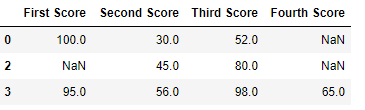 First Score Second Score Third Score Fourth Score
0 100.0 30.0 52.0 NaN
2 NaN 45.0 80.0 NaN
3 95.0 56.0 98.0 65.0